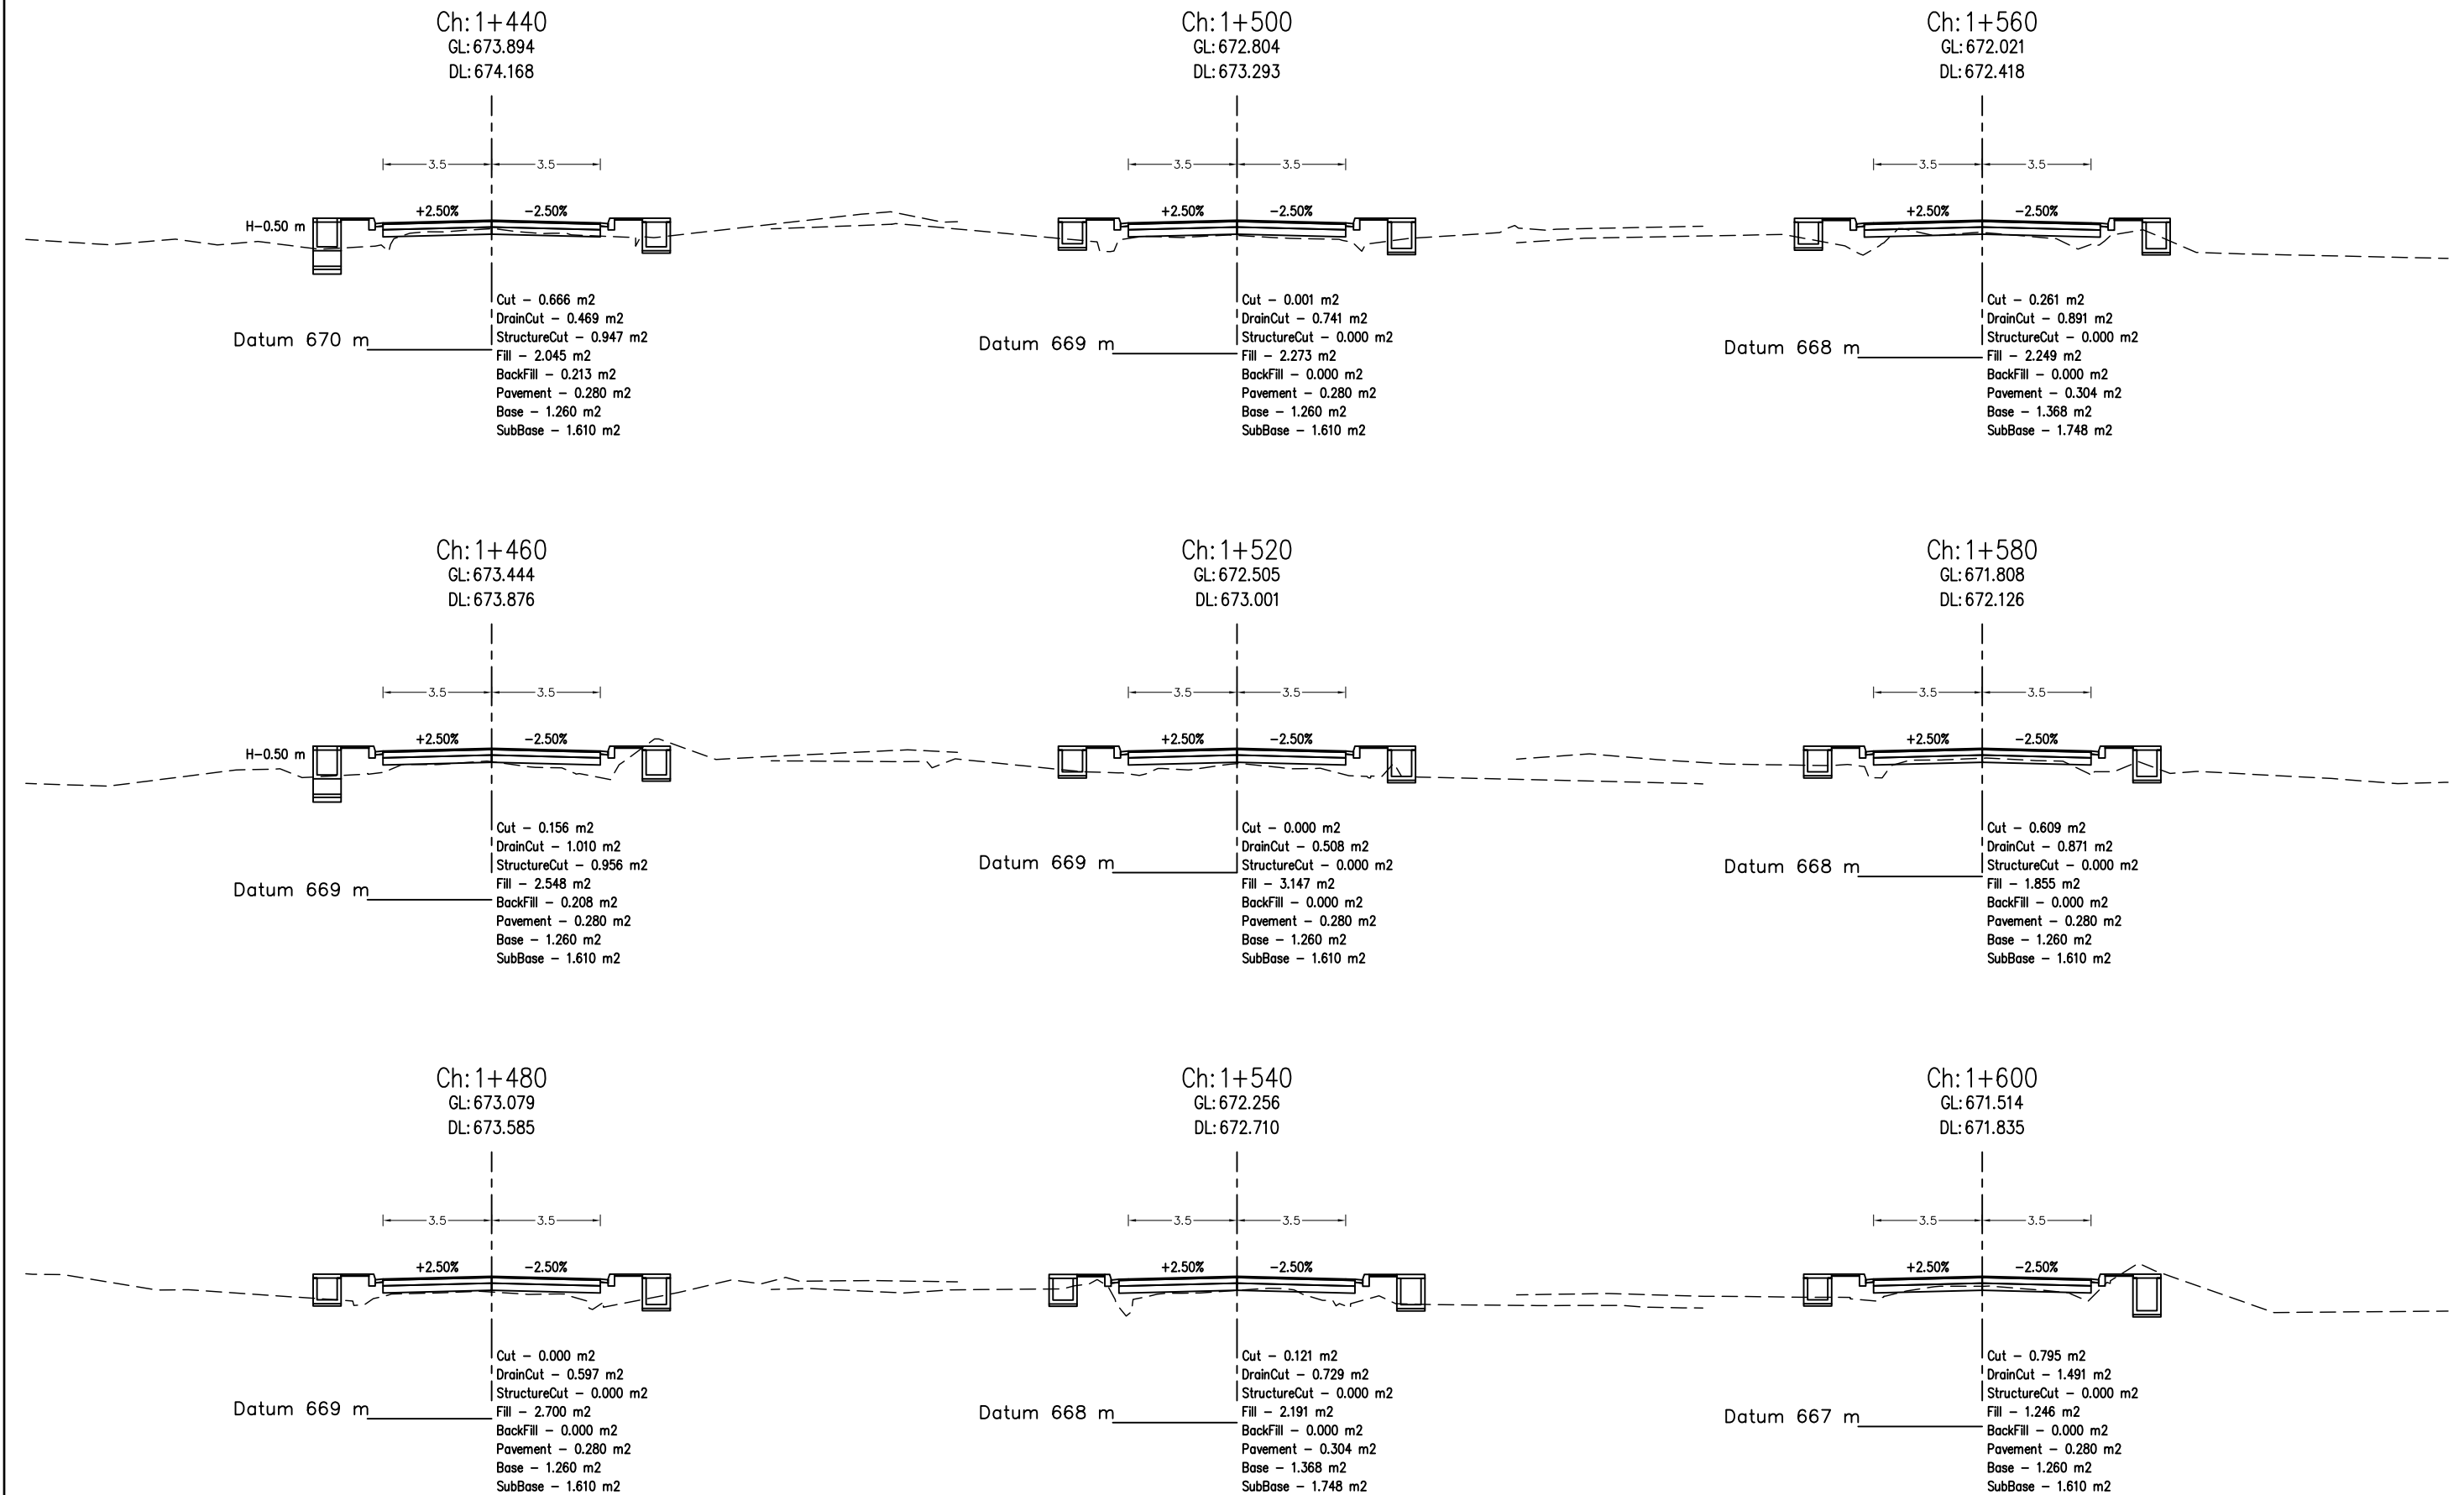 Ch:1+440
GL:673.894
DL:674.168
3.5 3.5
+2.50% -2.50%
H-0.50 m
Datum 670 m
Cut - 0.666 m2
DrainCut - 0.469 m2
StructureCut - 0.947 m2
Fill - 2.045 m2
BackFill - 0.213 m2
Pavement - 0.280 m2
Base - 1.260 m2
SubBase - 1.610 m2
Ch:1+500
GL:672.804
DL:673.293
3.5 3.5
+2.50% -2.50%
Datum 669 m
Cut - 0.001 m2
DrainCut - 0.741 m2
StructureCut - 0.000 m2
Fill - 2.273 m2
BackFill - 0.000 m2
Pavement - 0.280 m2
Base - 1.260 m2
SubBase - 1.610 m2
Ch:1+560
GL:672.021
DL:672.418
3.5 3.5
+2.50% -2.50%
Datum 668 m
Cut - 0.261 m2
DrainCut - 0.891 m2
StructureCut - 0.000 m2
Fill - 2.249 m2
BackFill - 0.000 m2
Pavement - 0.304 m2
Base - 1.368 m2
SubBase - 1.748 m2
Ch:1+460
GL:673.444
DL:673.876
3.5 3.5
+2.50% -2.50%
H-0.50 m
Datum 669 m
Cut - 0.156 m2
DrainCut - 1.010 m2
StructureCut - 0.956 m2
Fill - 2.548 m2
BackFill - 0.208 m2
Pavement - 0.280 m2
Base - 1.260 m2
SubBase - 1.610 m2
Ch:1+520
GL:672.505
DL:673.001
3.5 3.5
+2.50% -2.50%
Datum 669 m
Cut - 0.000 m2
DrainCut - 0.508 m2
StructureCut - 0.000 m2
Fill - 3.147 m2
BackFill - 0.000 m2
Pavement - 0.280 m2
Base - 1.260 m2
SubBase - 1.610 m2
Ch:1+580
GL:671.808
DL:672.126
3.5 3.5
+2.50% -2.50%
Datum 668 m
Cut - 0.609 m2
DrainCut - 0.871 m2
StructureCut - 0.000 m2
Fill - 1.855 m2
BackFill - 0.000 m2
Pavement - 0.280 m2
Base - 1.260 m2
SubBase - 1.610 m2
Ch:1+480
GL:673.079
DL:673.585
3.5 3.5
+2.50% -2.50%
Datum 669 m
Cut - 0.000 m2
DrainCut - 0.597 m2
StructureCut - 0.000 m2
Fill - 2.700 m2
BackFill - 0.000 m2
Pavement - 0.280 m2
Base - 1.260 m2
SubBase - 1.610 m2
Ch:1+540
GL:672.256
DL:672.710
3.5 3.5
+2.50% -2.50%
Datum 668 m
Cut - 0.121 m2
DrainCut - 0.729 m2
StructureCut - 0.000 m2
Fill - 2.191 m2
BackFill - 0.000 m2
Pavement - 0.304 m2
Base - 1.368 m2
SubBase - 1.748 m2
Ch:1+600
GL:671.514
DL:671.835
3.5 3.5
+2.50% -2.50%
Datum 667 m
Cut - 0.795 m2
DrainCut - 1.491 m2
StructureCut - 0.000 m2
Fill - 1.246 m2
BackFill - 0.000 m2
Pavement - 0.280 m2
Base - 1.260 m2
SubBase - 1.610 m2